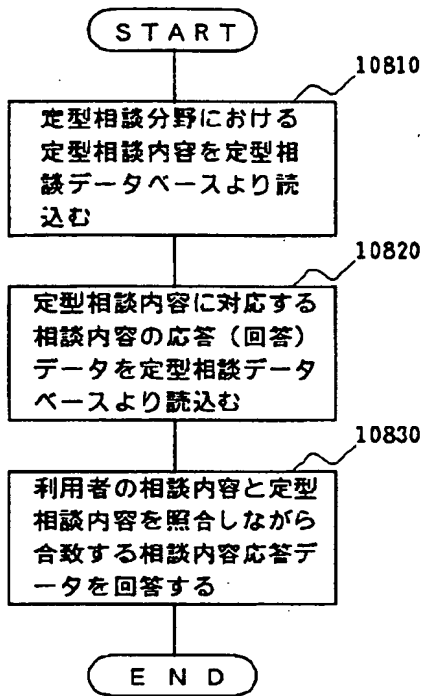 ＳＴＡＲＴ
10810
定型相談分野における
定型相談内容を定型相
談データベースより読
込む
10820
定型相談内容に対応する
相談内容の応答（回答）
データを定型相談データ
ベースより読込む
10830
利用者の相談内容と定型
相談内容を照合しながら
合致する相談内容応答デ
ータを回答する
ＥＮＤ